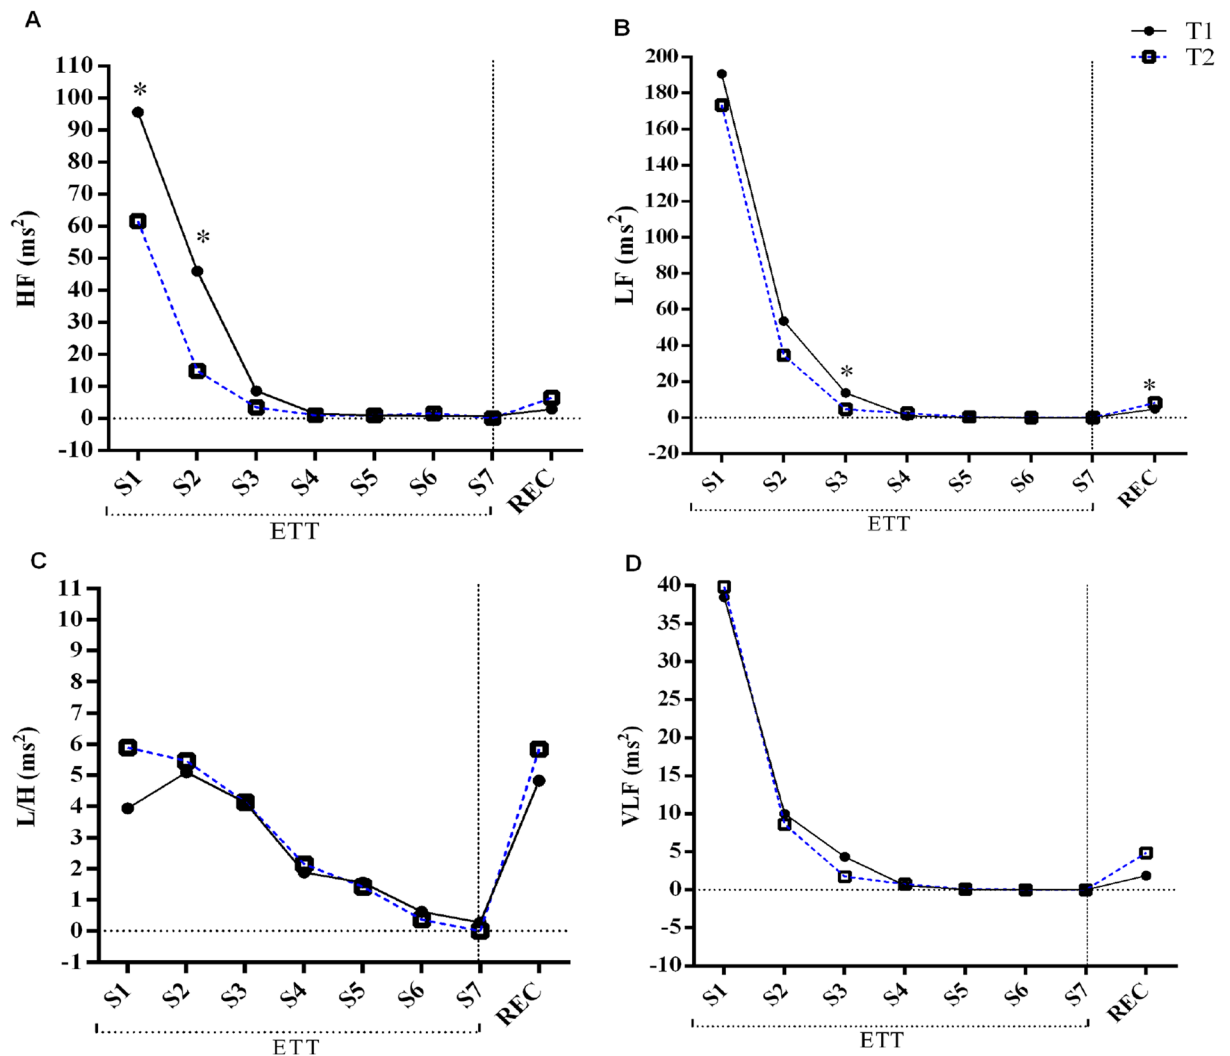 A
110
100
90
80
70
60
50
40
30
20
10
0
-10
HF (ms²)
*
*
S1 S2 S3 S4 S5 S6 S7 REC
ETT
B
T1
T2
200
180
160
140
120
100
80
60
40
20
0
-20
LF (ms²)
*
*
S1 S2 S3 S4 S5 S6 S7 REC
ETT
C
11
10
9
8
7
6
5
4
3
2
1
0
-1
L/H (ms²)
S1 S2 S3 S4 S5 S6 S7 REC
ETT
D
40
35
30
25
20
15
10
5
0
-5
-10
VLF (ms²)
S1 S2 S3 S4 S5 S6 S7 REC
ETT